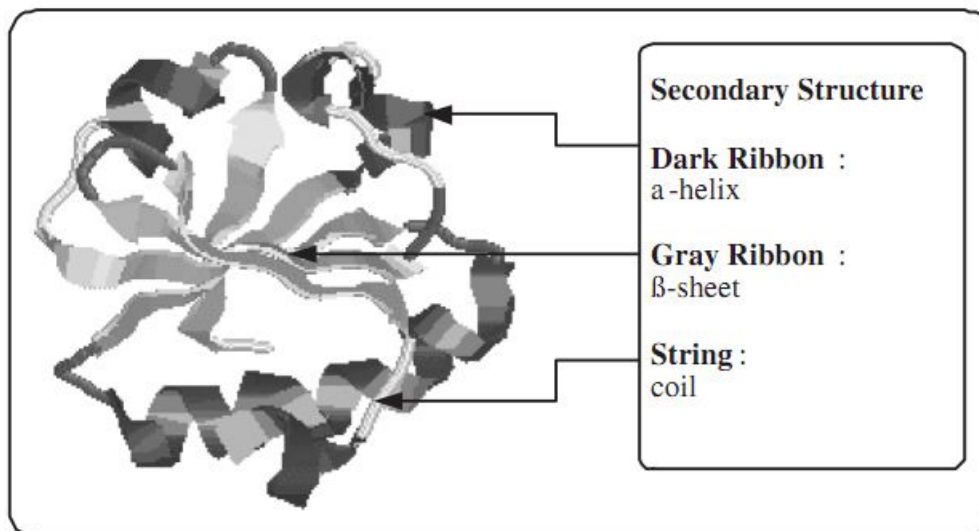 Secondary Structure
Dark Ribbon :
a-helix
Gray Ribbon :
ß-sheet
String :
coil